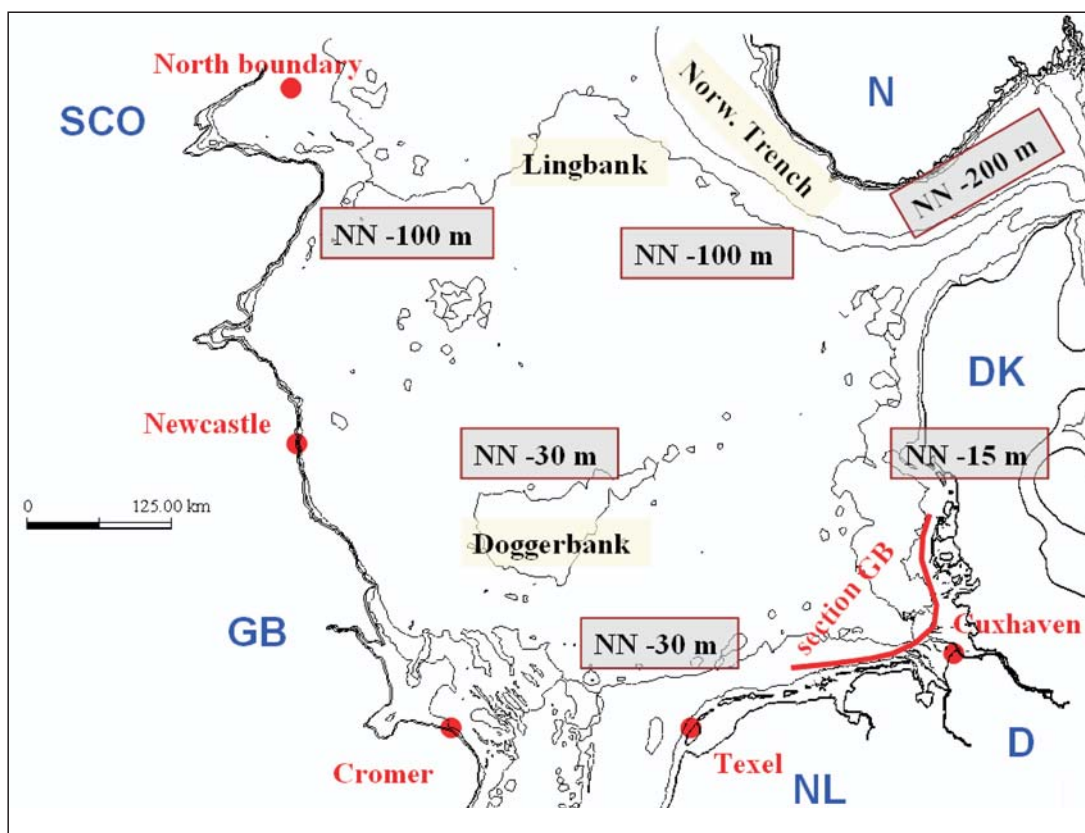 North boundary
N
SCO
Norw. Trench
Lingbank
NN -200 m
NN -100 m
NN -100 m
DK
Newcastle
NN -30 m
NN -15 m
0 125.00 km
Doggerbank
section GB
GB
NN -30 m
Cuxhaven
Cromer
Texel
D
NL